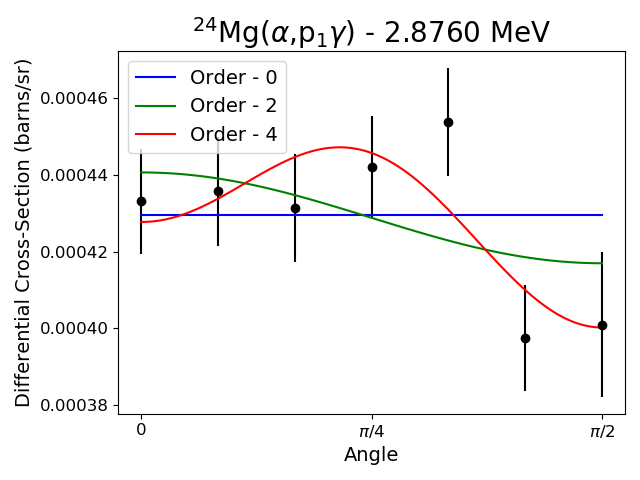 ²⁴Mg(α,p₁γ) - 2.8760 MeV
Differential Cross-Section (barns/sr)
0.00046
0.00044
0.00042
0.00040
0.00038
Order - 0
Order - 2
Order - 4
0
π/4
π/2
Angle